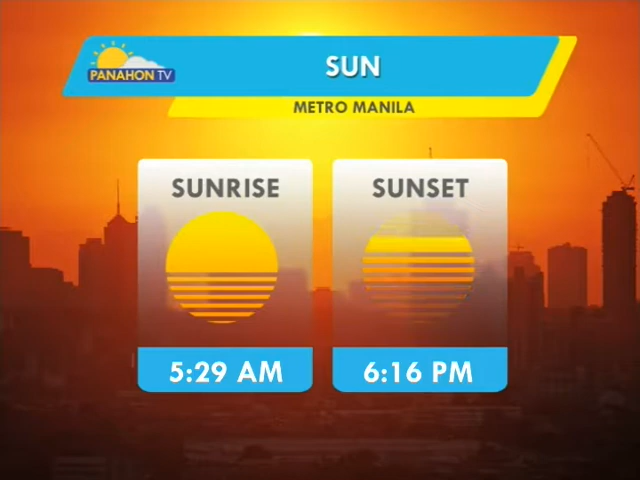 PANAHON TV
SUN
METRO MANILA
SUNRISE
SUNSET
5:29 AM
6:16 PM